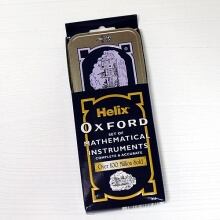 Helix
OXFORD
SET OF
MATHEMATICAL
INSTRUMENTS
COMPLETE & ACCURATE
Over 100 Million Sold